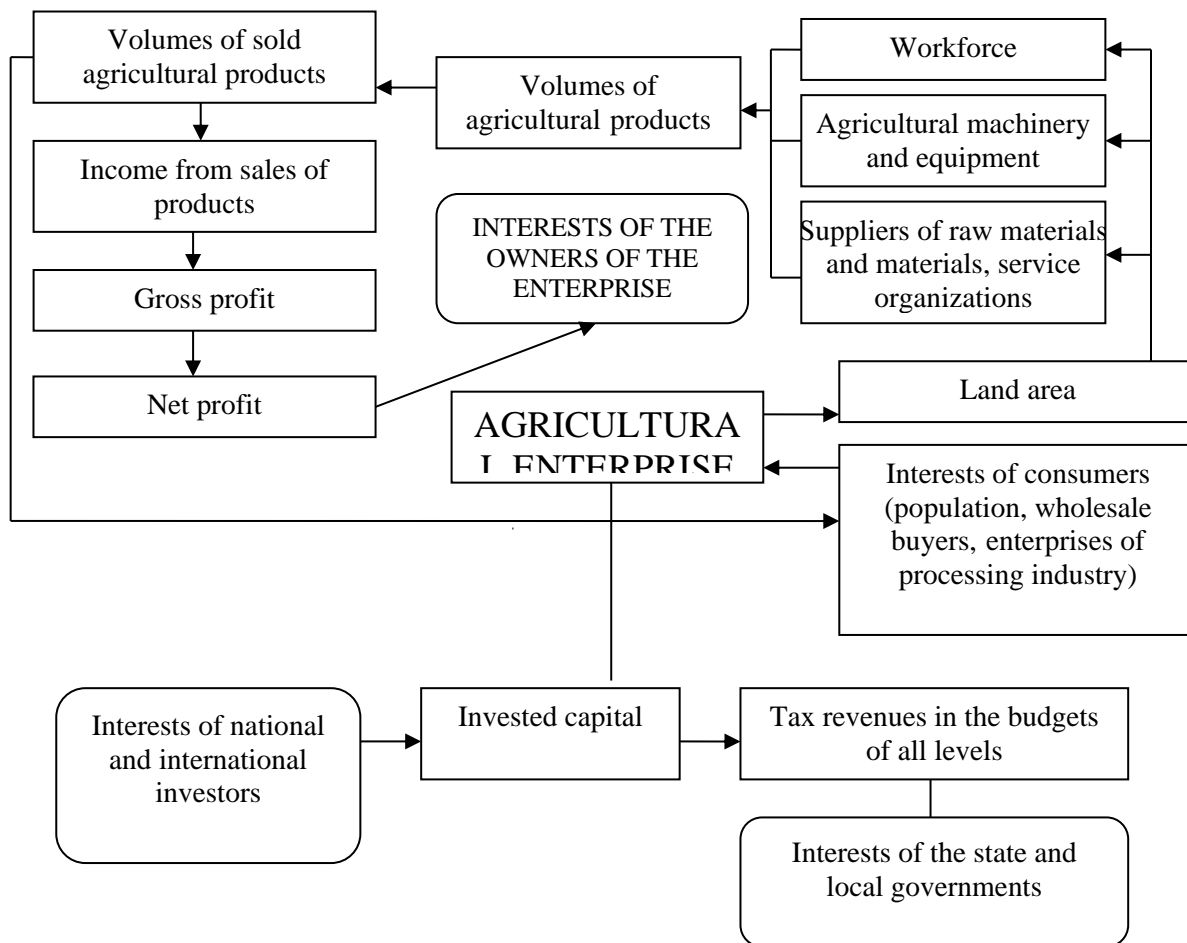 Volumes of sold
agricultural products
Volumes of
agricultural products
Workforce
Agricultural machinery
and equipment
Suppliers of raw materials
and materials, service
organizations
Income from sales of
products
INTERESTS OF THE
OWNERS OF THE
ENTERPRISE
Gross profit
Net profit
Land area
AGRICULTURA
L ENTERPRISE
Interests of consumers
(population, wholesale
buyers, enterprises of
processing industry)
Interests of national
and international
investors
Invested capital
Tax revenues in the budgets
of all levels
Interests of the state and
local governments